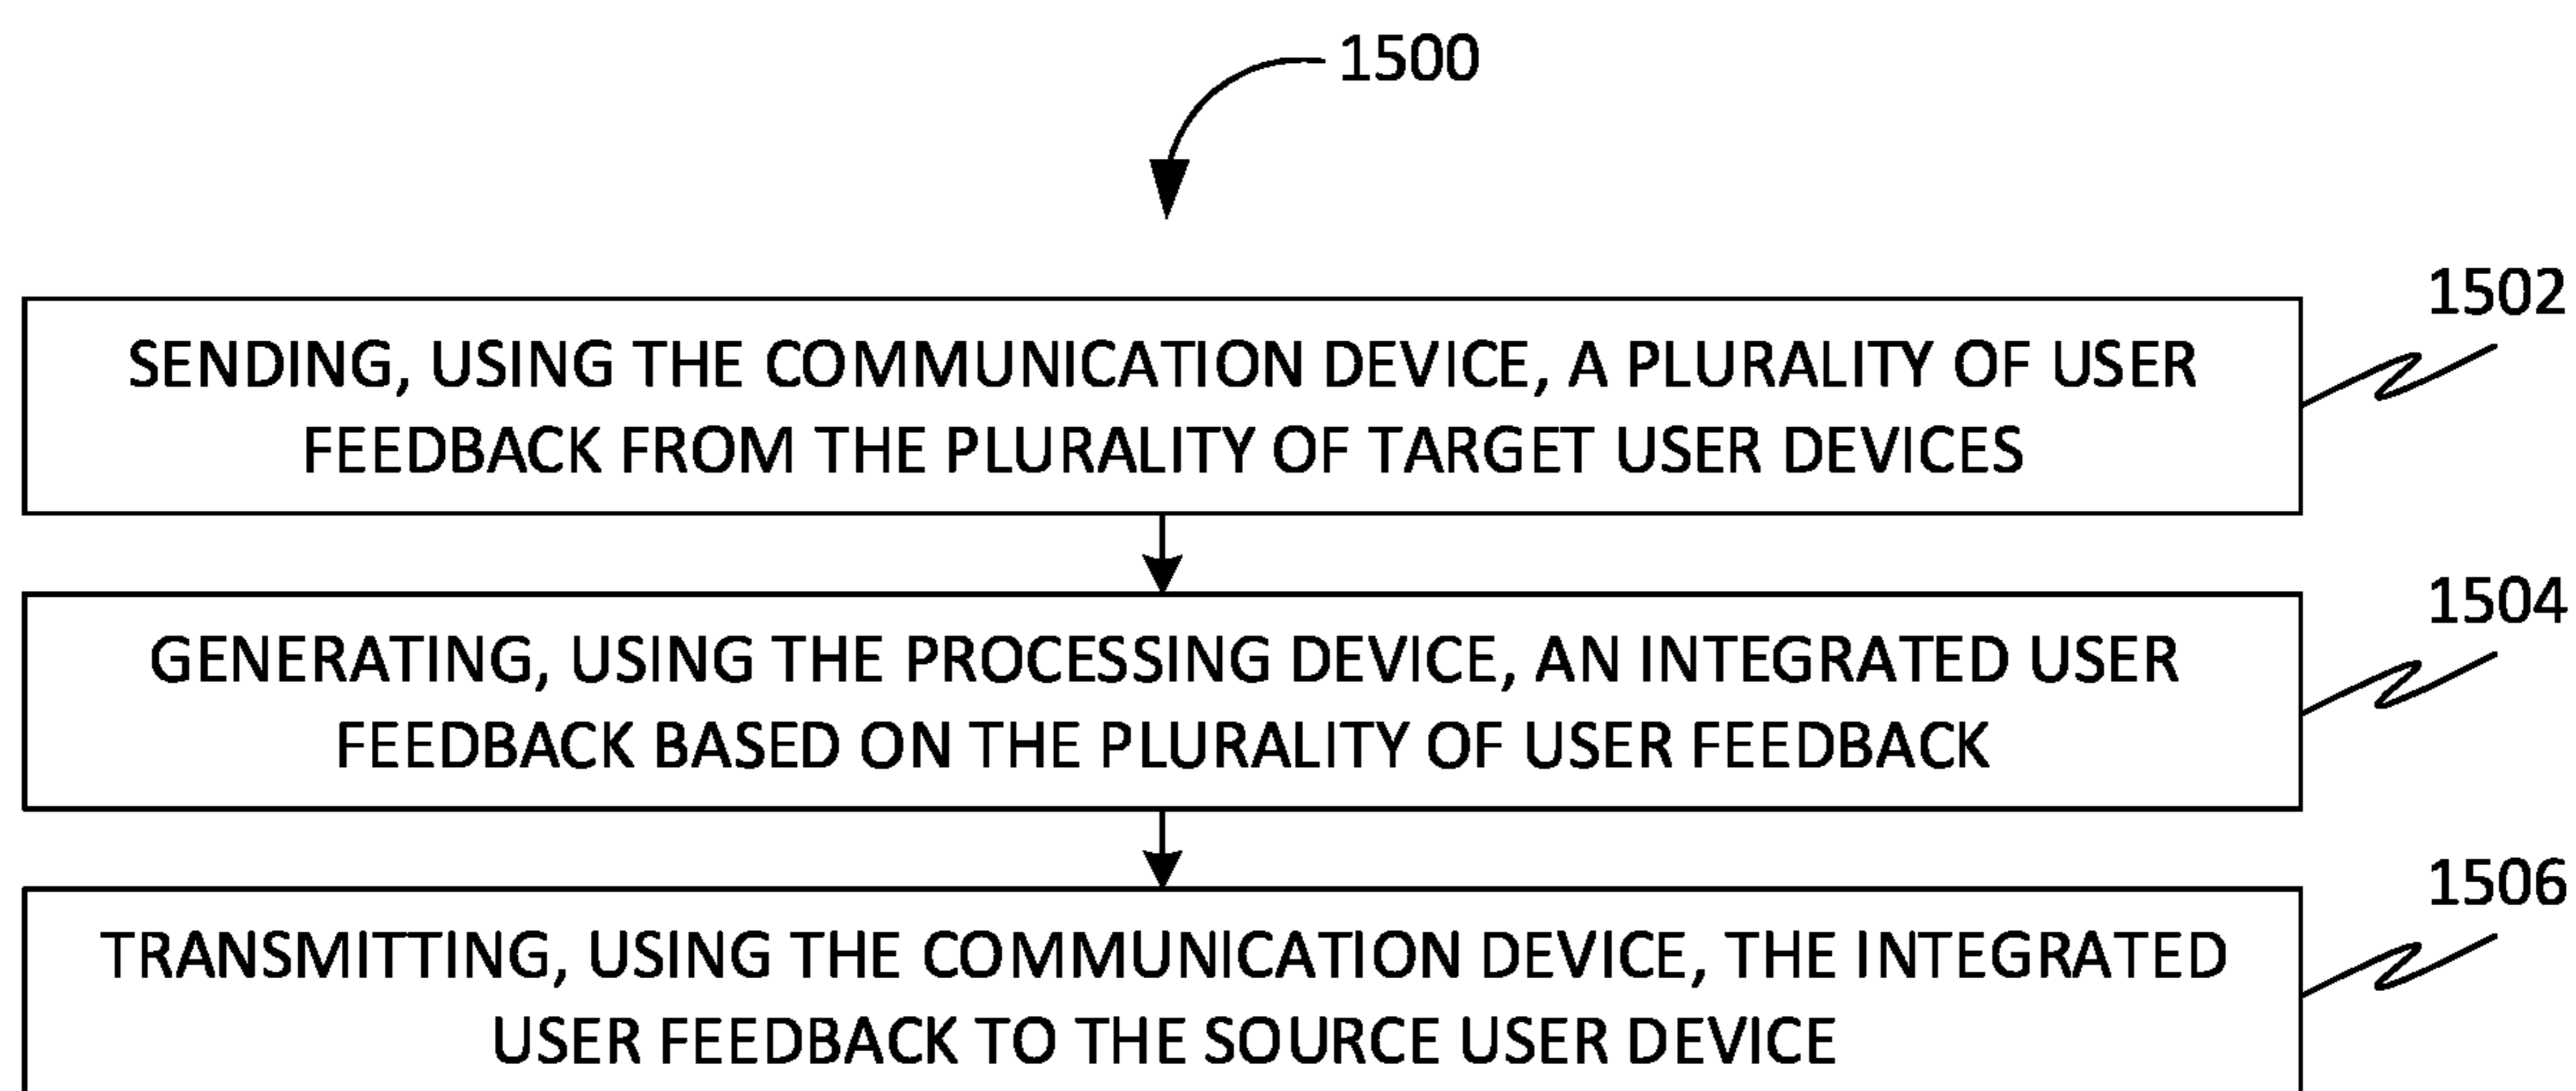 1500
1502
SENDING, USING THE COMMUNICATION DEVICE, A PLURALITY OF USER
FEEDBACK FROM THE PLURALITY OF TARGET USER DEVICES
1504
GENERATING, USING THE PROCESSING DEVICE, AN INTEGRATED USER
FEEDBACK BASED ON THE PLURALITY OF USER FEEDBACK
1506
TRANSMITTING, USING THE COMMUNICATION DEVICE, THE INTEGRATED
USER FEEDBACK TO THE SOURCE USER DEVICE